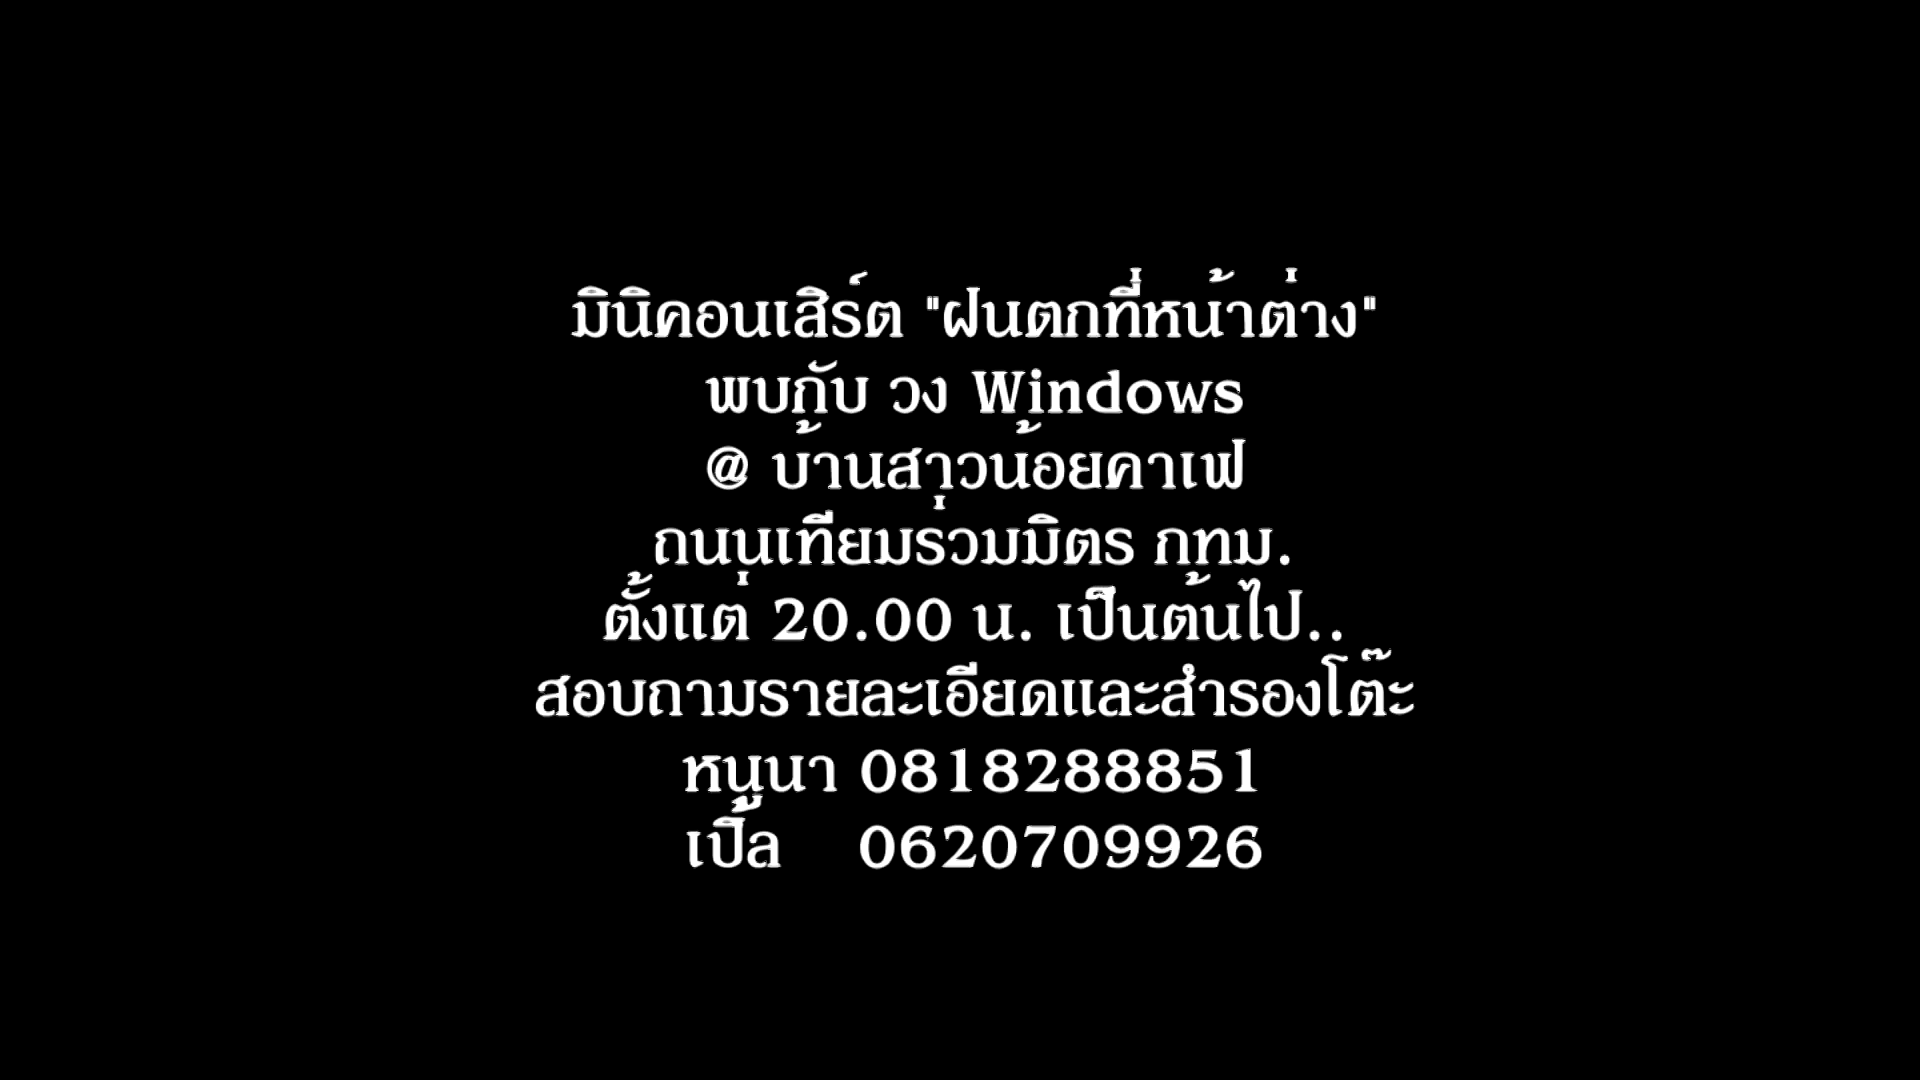 มินิคอนเสิร์ต "ฝนตกที่หน้าต่าง"
พบกับ วง Windows
@ บ้านสาวน้อยคาเฟ่
ถนนเทียมร่วมมิตร กทม.
ตั้งแต่ 20.00 น. เป็นต้นไป..
สอบถามรายละเอียดและสำรองโต๊ะ
หนูนา 0818288851
เปิ้ล 0620709926